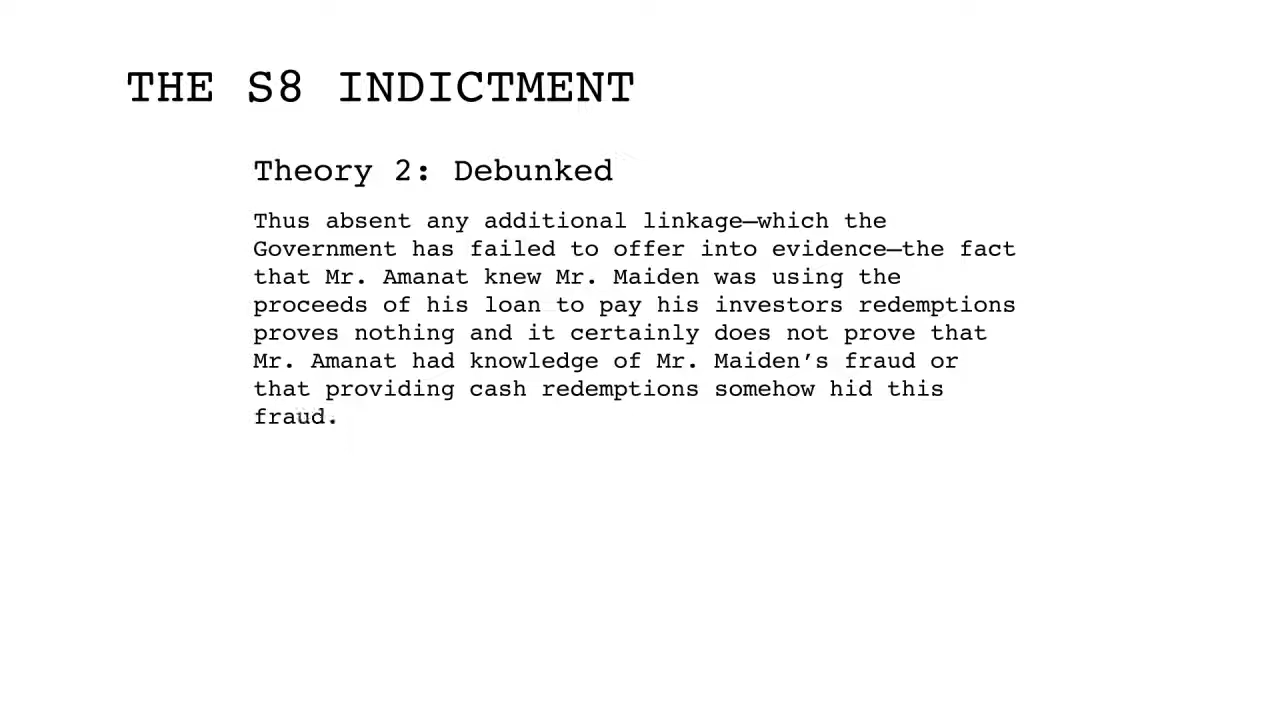 THE S8 INDICTMENT
Theory 2: Debunked
Thus absent any additional linkage—which the
Government has failed to offer into evidence—the fact
that Mr. Amanat knew Mr. Maiden was using the
proceeds of his loan to pay his investors redemptions
proves nothing and it certainly does not prove that
Mr. Amanat had knowledge of Mr. Maiden’s fraud or
that providing cash redemptions somehow hid this
fraud.